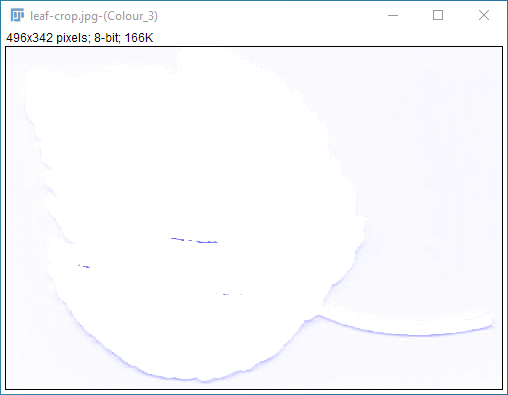 leaf-crop.jpg-(Colour_3)
496x342 pixels; 8-bit; 166K